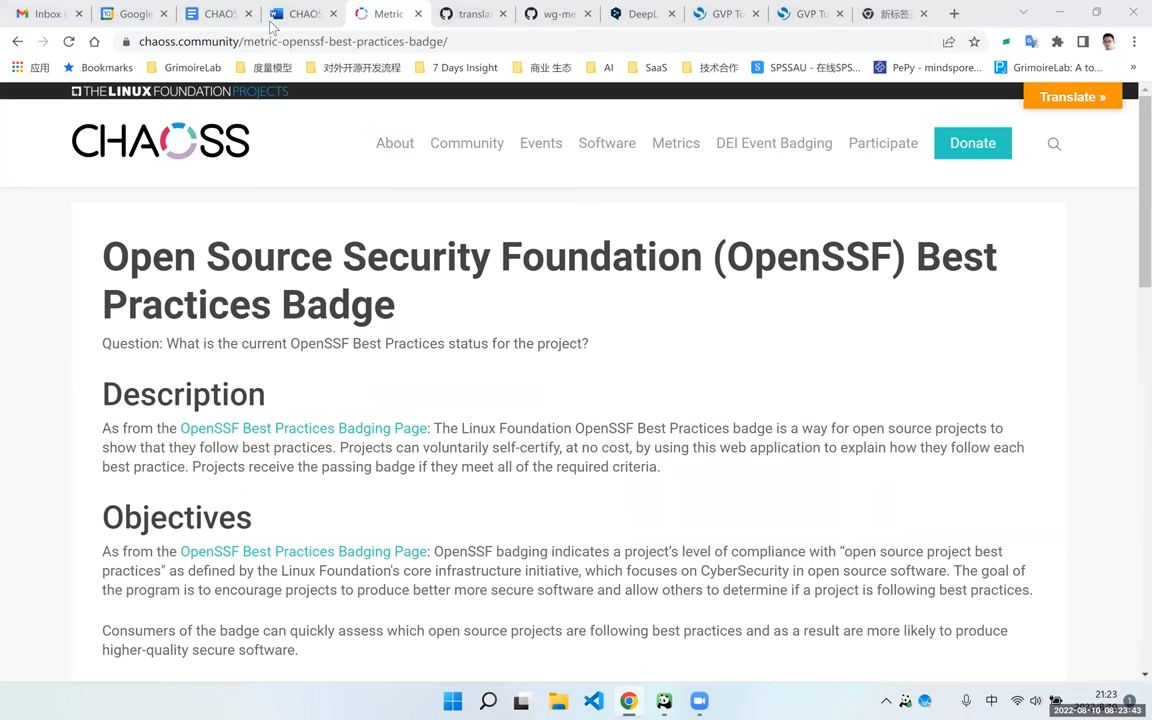 Inbox (
Google
CHAOS
CHAOS
Metric
transla
wg-me
DeepL
GVP To
GVP To
新标签
chaoss.community/metric-openssf-best-practices-badge/
应用
Bookmarks
GrimoireLab
度量模型
对外开源开发流程
7 Days Insight
商业 生态
AI
SaaS
技术合作
SPSSAU - 在线SPS...
PePy - mindspore...
GrimoireLab: A to...
»
THE LINUX FOUNDATION PROJECTS
Translate »
CHAOSS
About
Community
Events
Software
Metrics
DEI Event Badging
Participate
Donate
Open Source Security Foundation (OpenSSF) Best
Practices Badge
Question: What is the current OpenSSF Best Practices status for the project?
Description
As from the OpenSSF Best Practices Badging Page: The Linux Foundation OpenSSF Best Practices badge is a way for open source projects to
show that they follow best practices. Projects can voluntarily self-certify, at no cost, by using this web application to explain how they follow each
best practice. Projects receive the passing badge if they meet all of the required criteria.
Objectives
As from the OpenSSF Best Practices Badging Page: OpenSSF badging indicates a project's level of compliance with “open source project best
practices" as defined by the Linux Foundation's core infrastructure initiative, which focuses on CyberSecurity in open source software. The goal of
the program is to encourage projects to produce better more secure software and allow others to determine if a project is following best practices.
Consumers of the badge can quickly assess which open source projects are following best practices and as a result are more likely to produce
higher-quality secure software.
中
21:23
2022-08-10 08:23:43